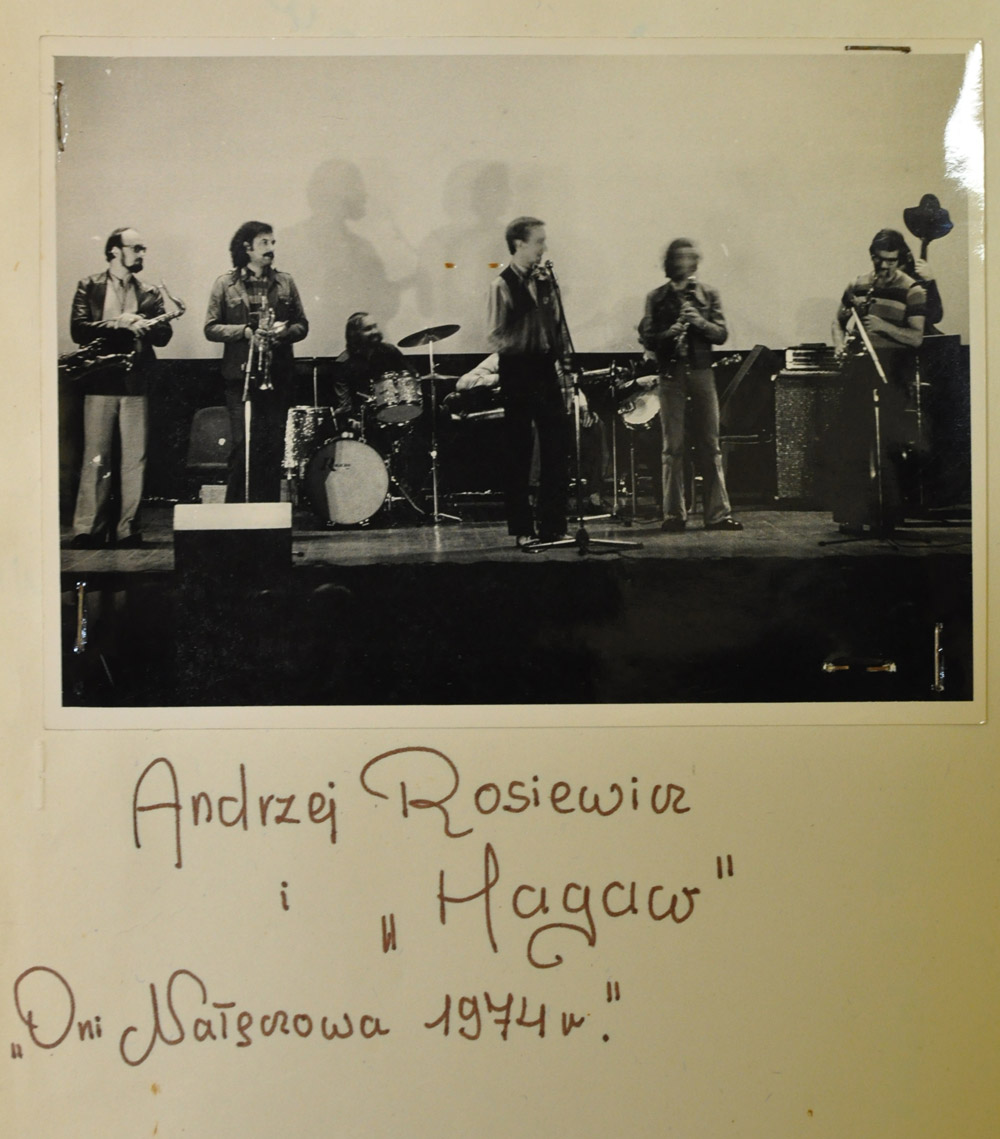 Andrzej Rosiewicz
i „Hagaw"
„Dni Nałęczowa 1974 r."